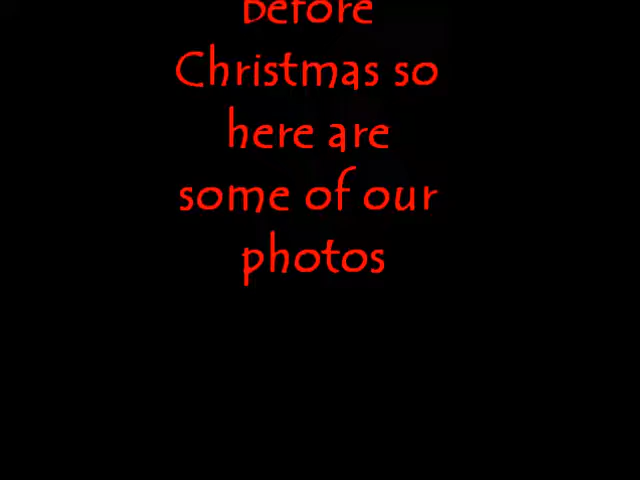 Before
Christmas so
here are
some of our
photos